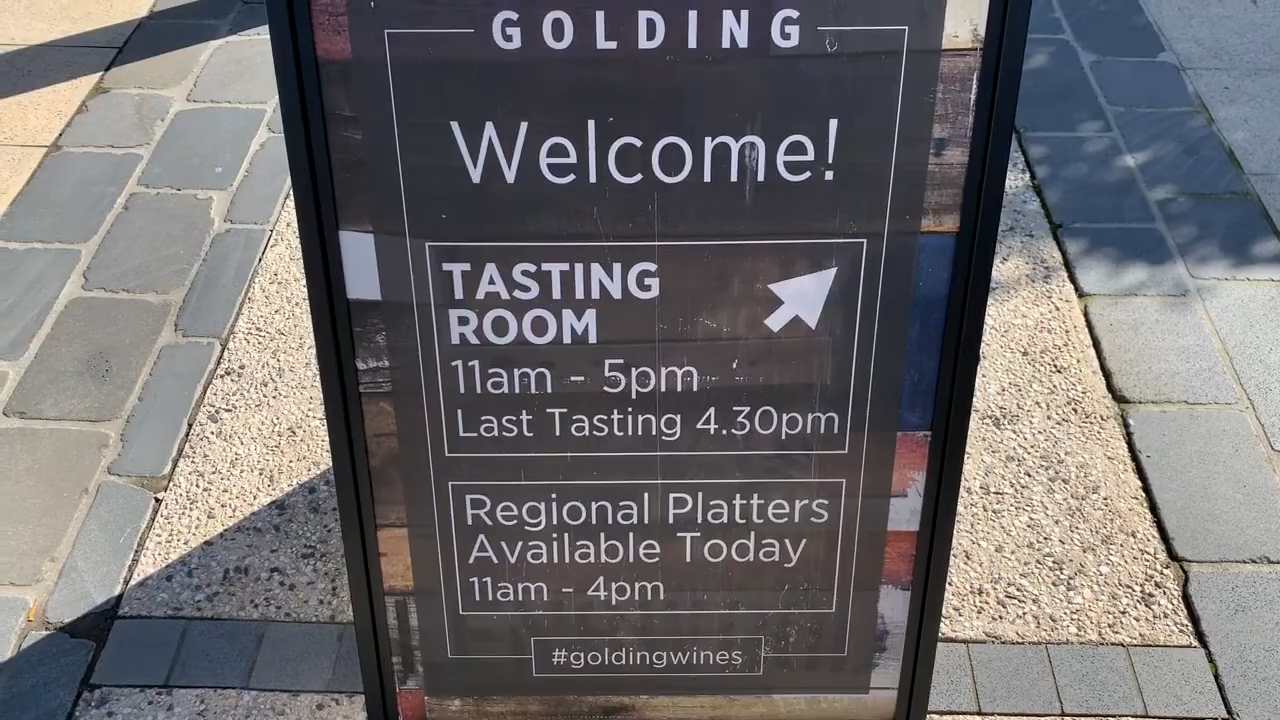 GOLDING
Welcome!
TASTING
ROOM
11am - 5pm
Last Tasting 4.30pm
Regional Platters
Available Today
11am - 4pm
#goldingwines